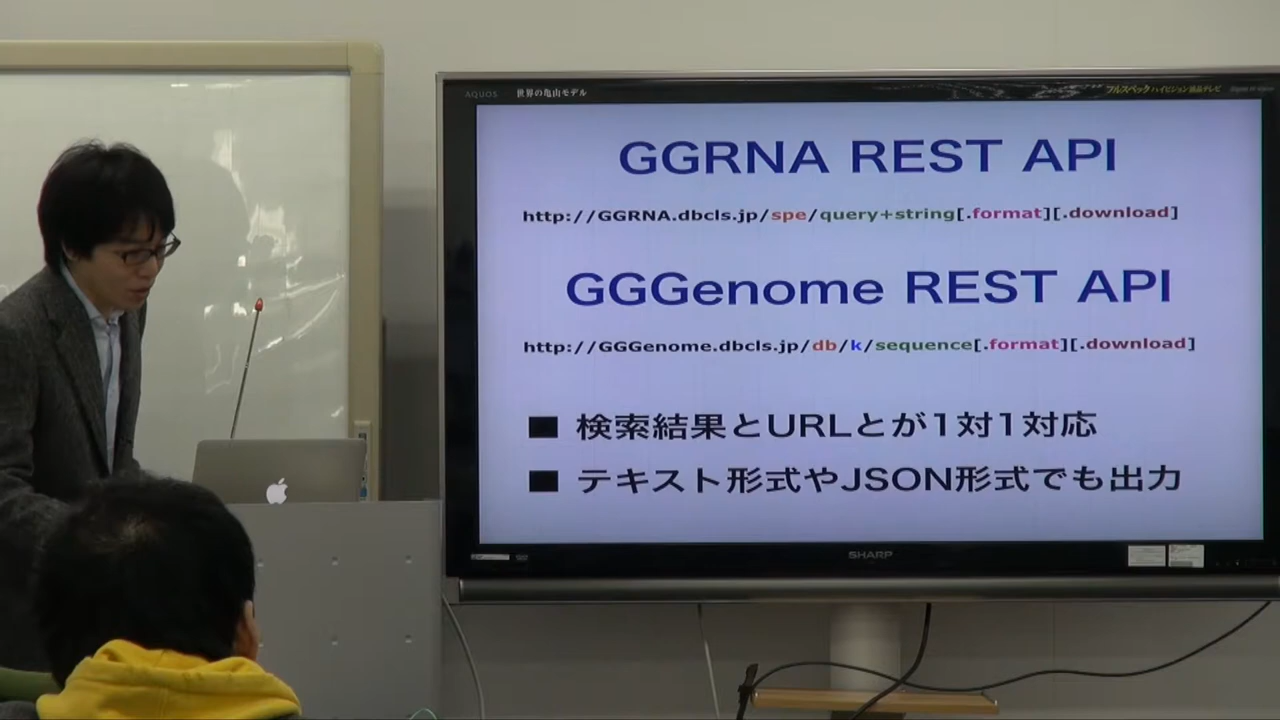 AQUOS 世界の亀山モデル
フルスペックハイビジョン液晶テレビ
GGRNA REST API
http://GGRNA.dbcls.jp/spe/query+string[.format][.download]
GGGenome REST API
http://GGGenome.dbcls.jp/db/k/sequence[.format][.download]
■ 検索結果とURLとが1対1対応
■ テキスト形式やJSON形式でも出力
SHARP